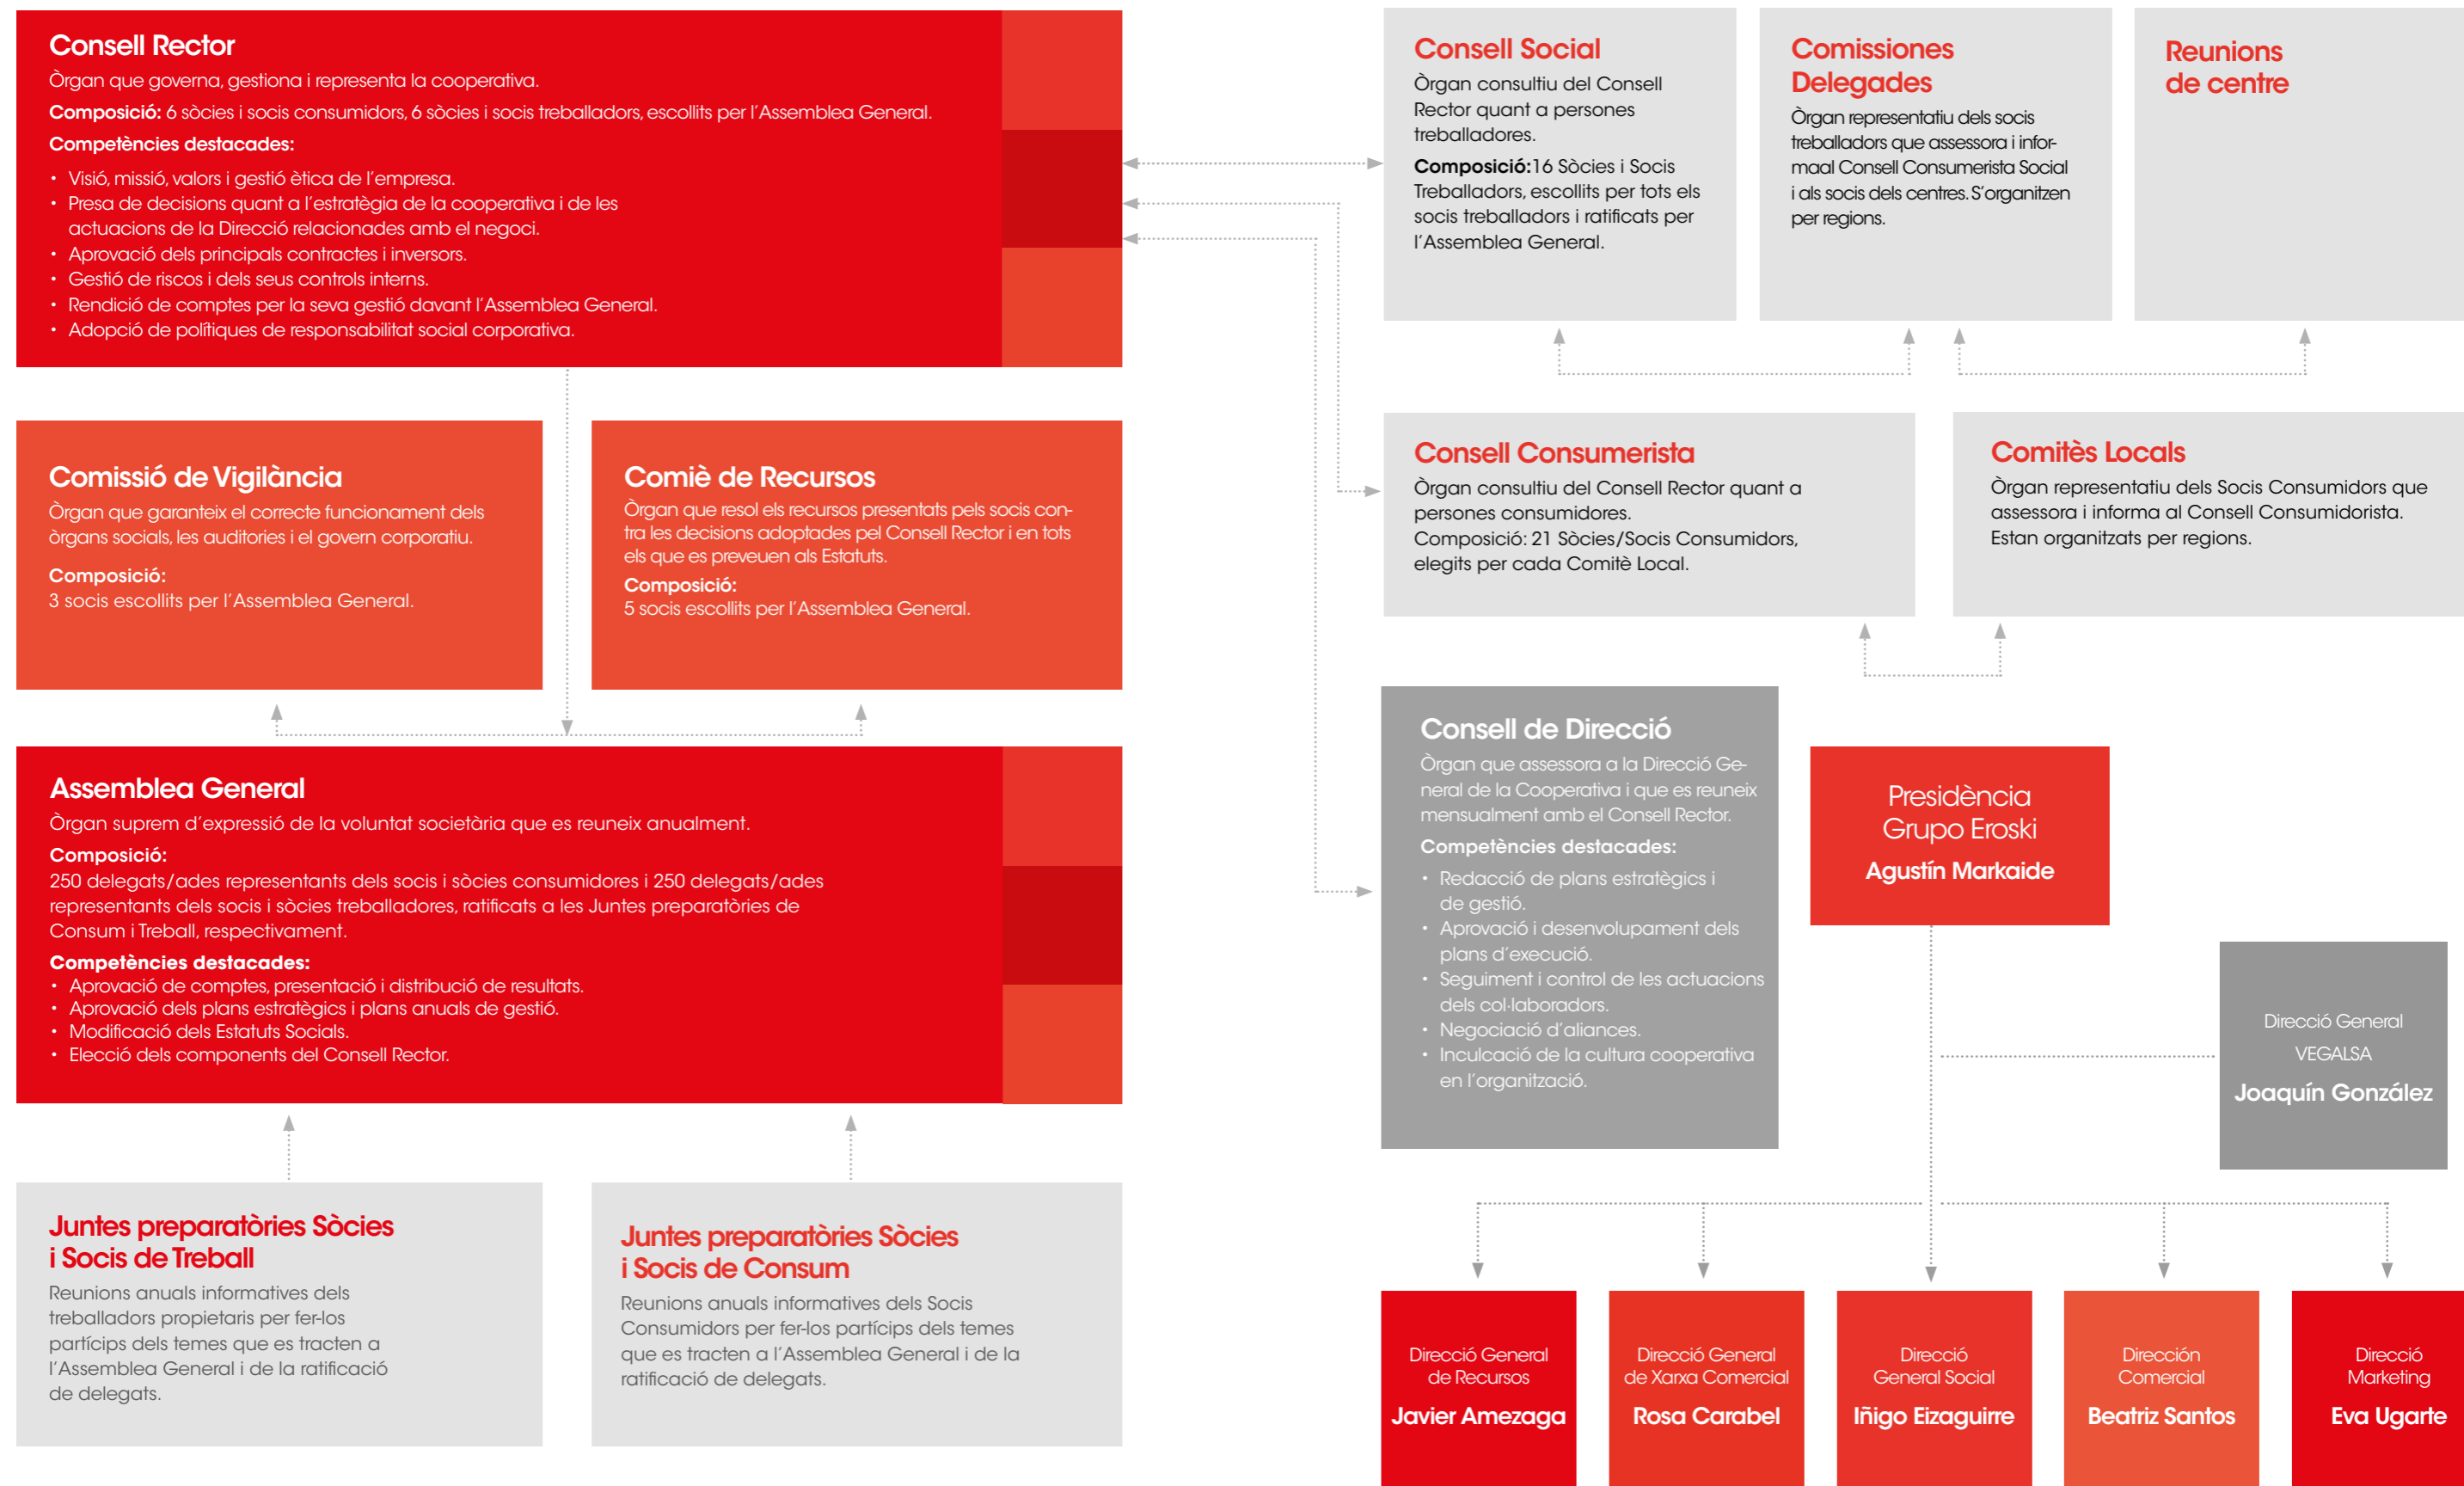 Consell Rector
Òrgan que governa, gestiona i representa la cooperativa.
Composició: 6 sòcies i socis consumidors, 6 sòcies i socis treballadors, escollits per l'Assemblea General.
Competències destacades:
• Visió, missió, valors i gestió ètica de l'empresa.
• Presa de decisions quant a l'estratègia de la cooperativa i de les
actuacions de la Direcció relacionades amb el negoci.
• Aprovació dels principals contractes i inversors.
• Gestió de riscos i dels seus controls interns.
• Rendició de comptes per la seva gestió davant l'Assemblea General.
• Adopció de polítiques de responsabilitat social corporativa.
Comissió de Vigilància
Òrgan que garanteix el correcte funcionament dels
òrgans socials, les auditories i el govern corporatiu.
Composició:
3 socis escollits per l'Assemblea General.
Comiè de Recursos
Òrgan que resol els recursos presentats pels socis con-
tra les decisions adoptades pel Consell Rector i en tots
els que es preveuen als Estatuts.
Composició:
5 socis escollits per l'Assemblea General.
Assemblea General
Òrgan suprem d'expressió de la voluntat societària que es reuneix anualment.
Composició:
250 delegats/ades representants dels socis i sòcies consumidores i 250 delegats/ades
representants dels socis i sòcies treballadores, ratificats a les Juntes preparatòries de
Consum i Treball, respectivament.
Competències destacades:
• Aprovació de comptes, presentació i distribució de resultats.
• Aprovació dels plans estratègics i plans anuals de gestió.
• Modificació dels Estatuts Socials.
• Elecció dels components del Consell Rector.
Juntes preparatòries Sòcies
i Socis de Treball
Reunions anuals informatives dels
treballadors propietaris per fer-los
partícips dels temes que es tracten a
l'Assemblea General i de la ratificació
de delegats.
Juntes preparatòries Sòcies
i Socis de Consum
Reunions anuals informatives dels Socis
Consumidors per fer-los partícips dels temes
que es tracten a l'Assemblea General i de la
ratificació de delegats.
Consell Social
Òrgan consultiu del Consell
Rector quant a persones
treballadores.
Composició:16 Sòcies i Socis
Treballadors, escollits per tots els
socis treballadors i ratificats per
l'Assemblea General.
Comissiones
Delegades
Òrgan representatiu dels socis
treballadors que assessora i infor-
maal Consell Consumerista Social
i als socis dels centres. S'organitzen
per regions.
Reunions
de centre
Consell Consumerista
Òrgan consultiu del Consell Rector quant a
persones consumidores.
Composició: 21 Sòcies/Socis Consumidors,
elegits per cada Comitè Local.
Comitès Locals
Òrgan representatiu dels Socis Consumidors que
assessora i informa al Consell Consumidorista.
Estan organitzats per regions.
Consell de Direcció
Òrgan que assessora a la Direcció Ge-
neral de la Cooperativa i que es reuneix
mensualment amb el Consell Rector.
Competències destacades:
• Redacció de plans estratègics i
de gestió.
• Aprovació i desenvolupament dels
plans d'execució.
• Seguiment i control de les actuacions
dels col·laboradors.
• Negociació d'aliances.
• Inculcació de la cultura cooperativa
en l'organització.
Presidència
Grupo Eroski
Agustín Markaide
Direcció General
VEGALSA
Joaquín González
Direcció General
de Recursos
Javier Amezaga
Direcció General
de Xarxa Comercial
Rosa Carabel
Direcció
General Social
Iñigo Eizaguirre
Dirección
Comercial
Beatriz Santos
Direcció
Marketing
Eva Ugarte